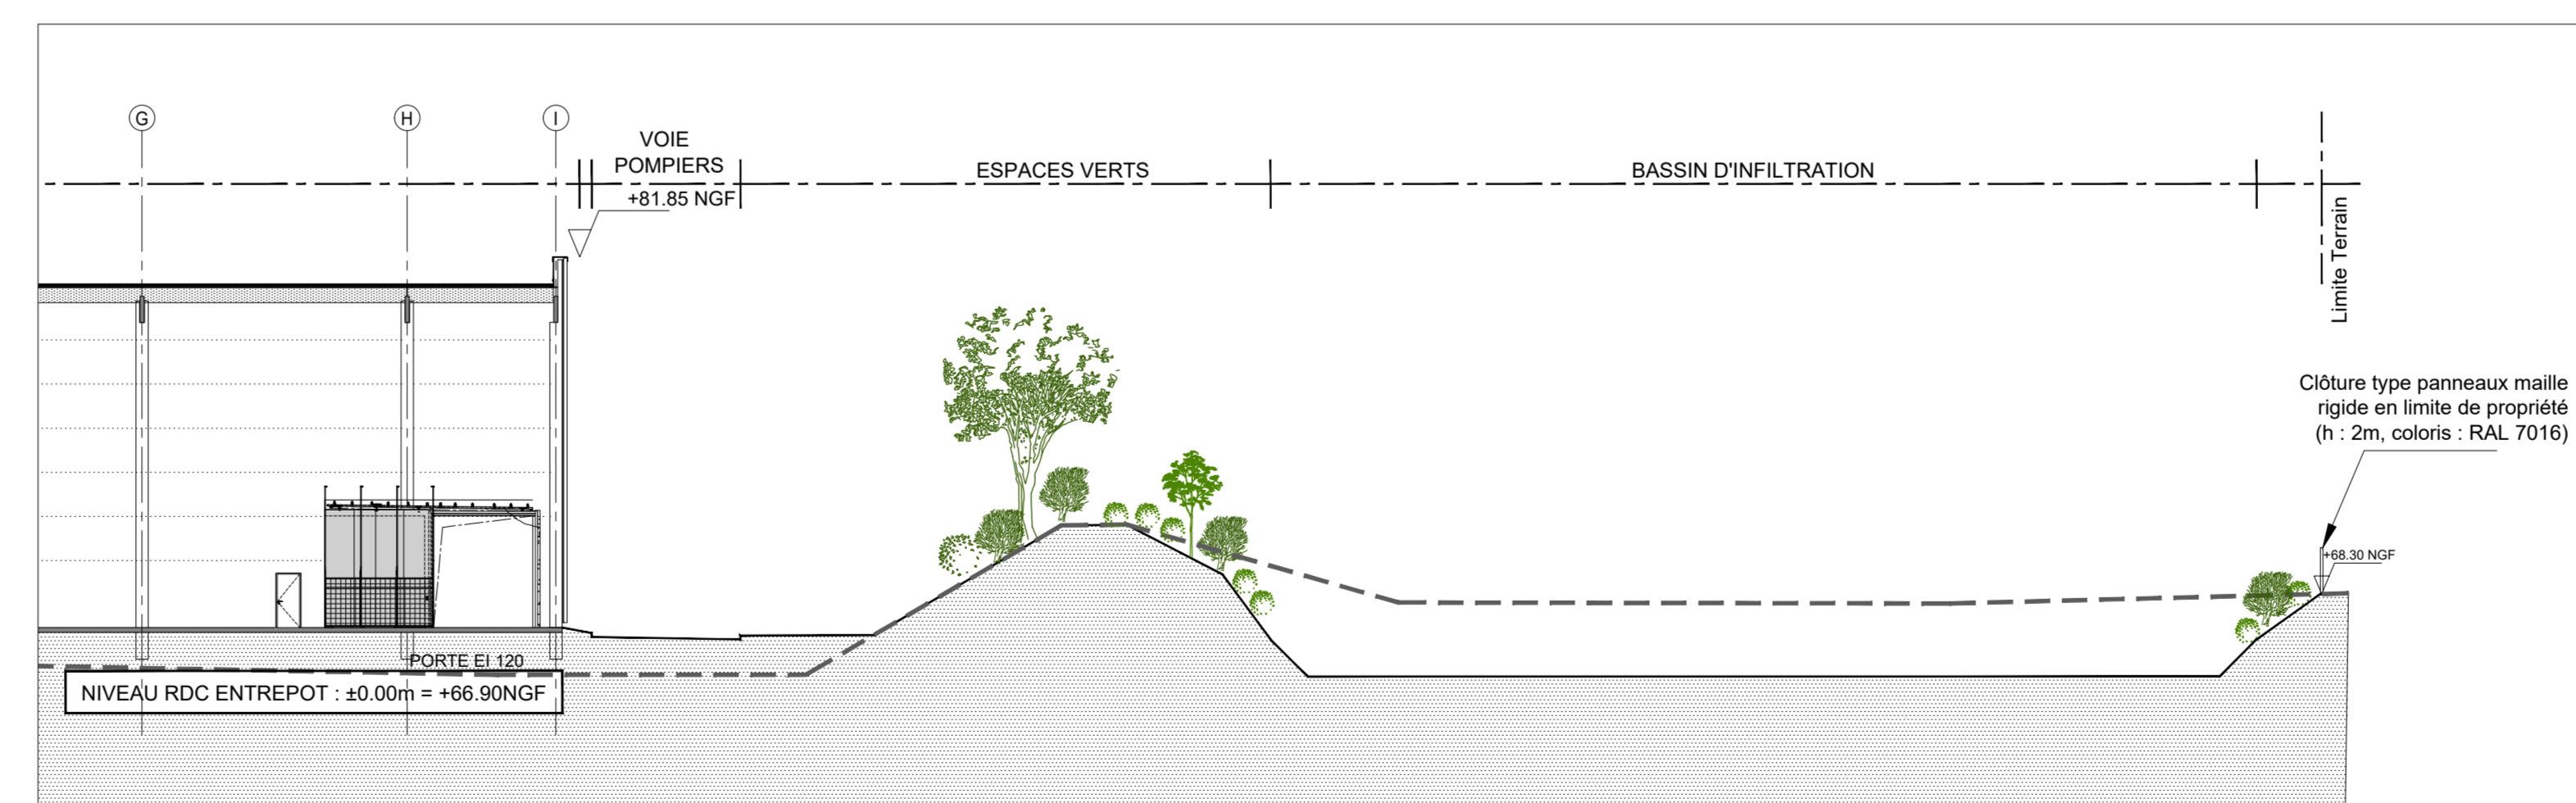 G
H
I
VOIE
POMPIERS
+81.85 NGF
ESPACES VERTS
BASSIN D'INFILTRATION
Limite Terrain
Clôture type panneaux maille
rigide en limite de propriété
(h : 2m, coloris : RAL 7016)
+68.30 NGF
PORTE EI 120
NIVEAU RDC ENTREPOT : ±0.00m = +66.90NGF